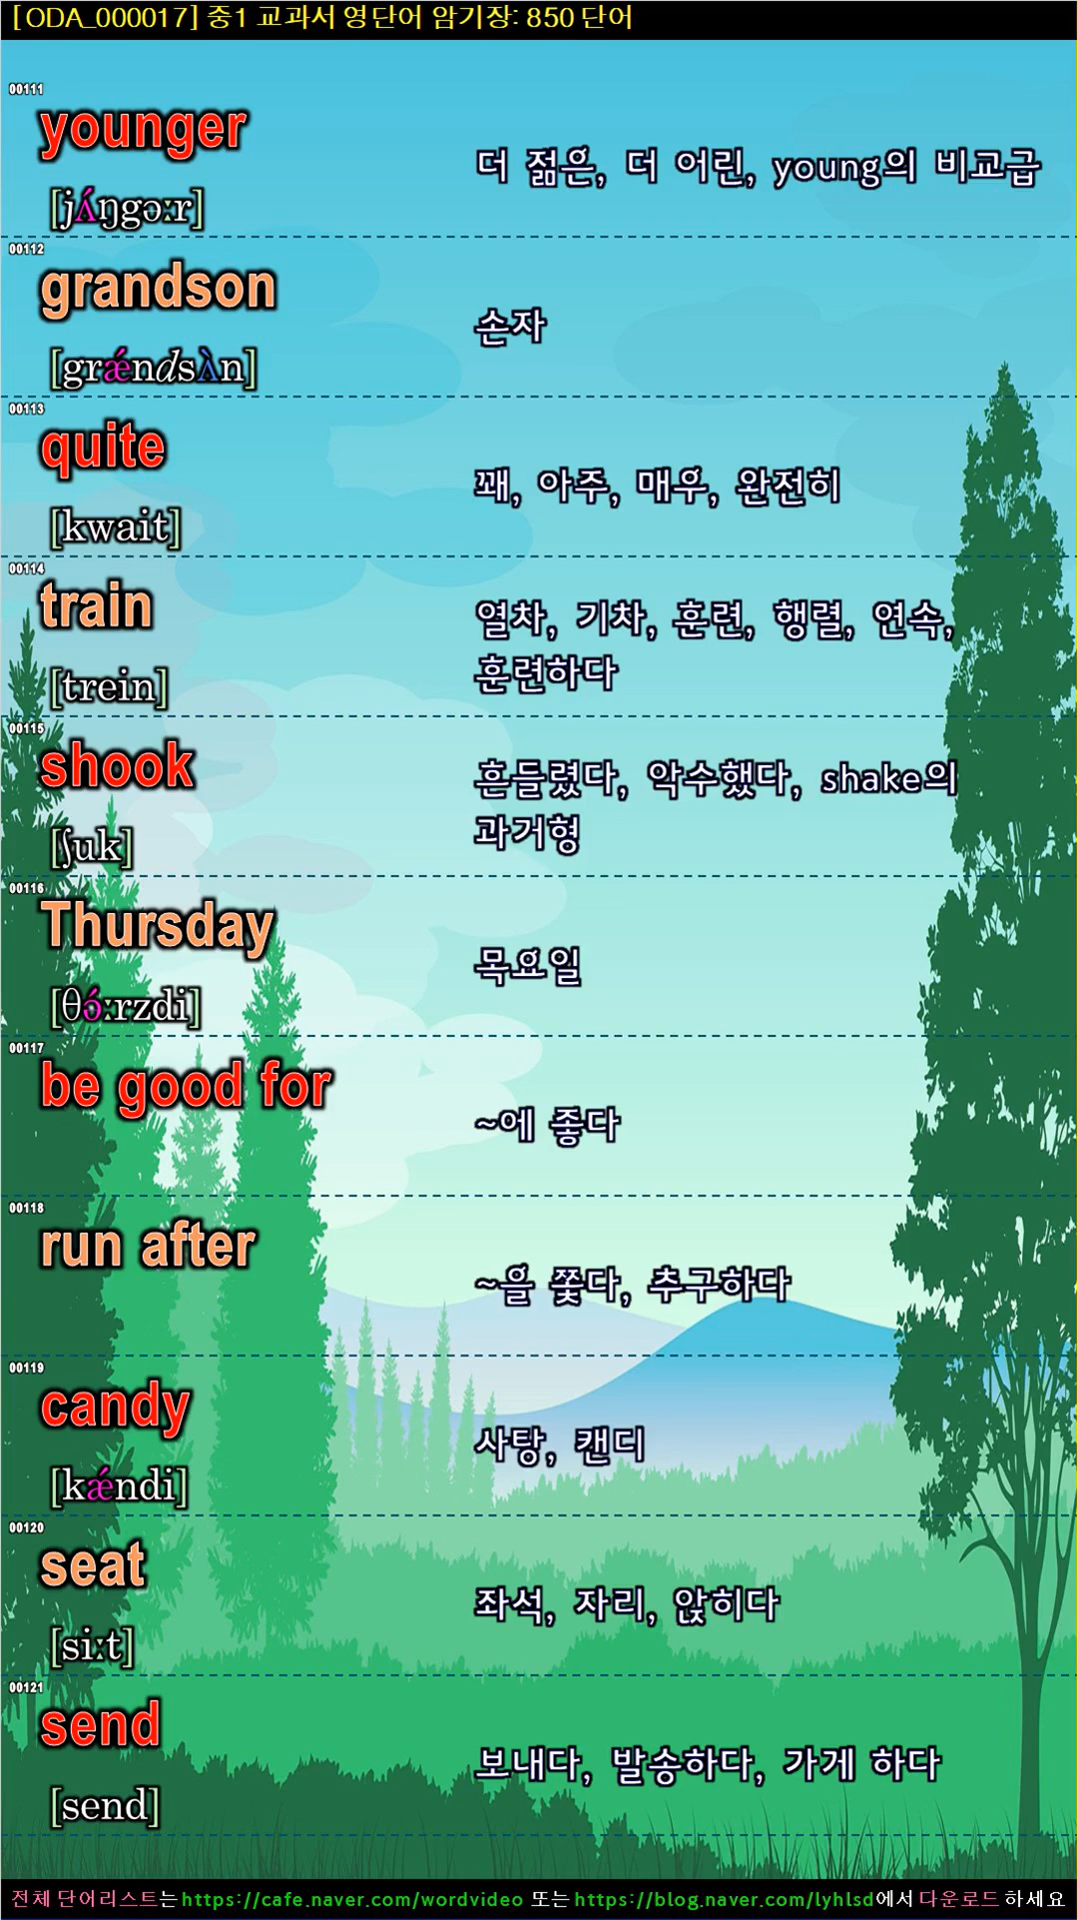 [ODA_000017] 중1 교과서 영단어 암기장: 850 단어
00111
younger
더 젊은, 더 어린, young의 비교급
[jʌ́ŋgəːr]
00112
grandson
손자
[grǽndsʌ̀n]
00113
quite
꽤, 아주, 매우, 완전히
[kwait]
00114
train
열차, 기차, 훈련, 행렬, 연속,
훈련하다
[trein]
00115
shook
흔들렸다, 악수했다, shake의
과거형
[ʃuk]
00116
Thursday
목요일
[θə́ːrzdi]
00117
be good for
~에 좋다
00118
run after
~을 쫓다, 추구하다
00119
candy
사탕, 캔디
[kǽndi]
00120
seat
좌석, 자리, 앉히다
[siːt]
00121
send
보내다, 발송하다, 가게 하다
[send]
전체 단어리스트는 https://cafe.naver.com/wordvideo 또는 https://blog.naver.com/lyhlsd에서 다운로드 하세요